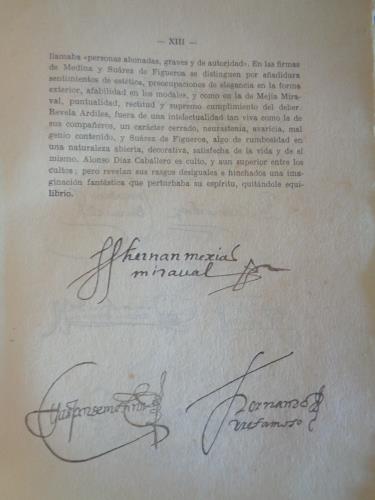 — XIII —
llamaba «personas abonadas, graves y de autoridad». En las firmas
de Medina y Suárez de Figueroa se distinguen por añadidura
sentimientos de estética, preocupaciones de elegancia en la forma
exterior, afabilidad en los modales, y como en la de Mejía Mira-
val, puntualidad, rectitud y supremo cumplimiento del deber.
Revela Ardiles, fuera de una intelectualidad tan viva como la de
sus compañeros, un carácter cerrado, neurastenia, avaricia, mal
genio contenido, y Suárez de Figueroa, algo de rumbosidad en
una naturaleza abierta, decorativa, satisfecha de la vida y de el
mismo. Alonso Díaz Caballero es culto, y aun superior entre los
cultos; pero revelan sus rasgos desiguales e hinchados una ima-
ginación fantástica que perturbaba su espíritu, quitándole equi-
librio.
hernan mexia
miraval